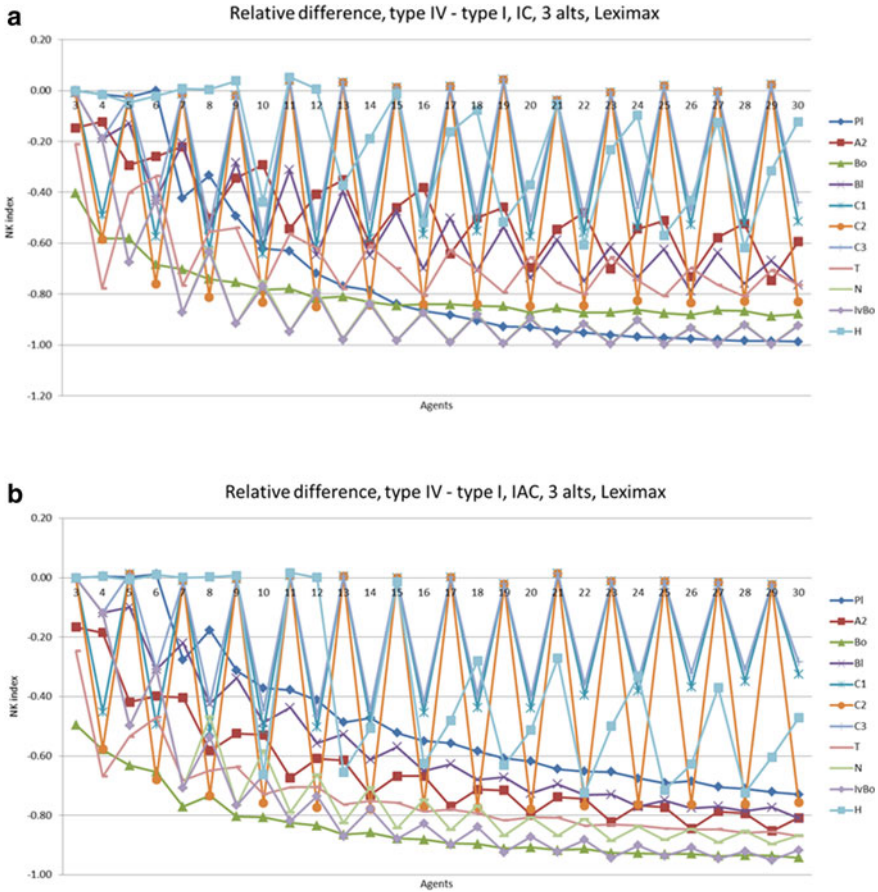 a
Relative difference, type IV - type I, IC, 3 alts, Leximax
0.20
0.00
-0.20
-0.40
-0.60
-0.80
-1.00
-1.20
NK index
3 4 5 6 7 8 9 10 11 12 13 14 15 16 17 18 19 20 21 22 23 24 25 26 27 28 29 30
Agents
Pl
A2
Bo
Bl
C1
C2
C3
T
N
IvBo
H
b
Relative difference, type IV - type I, IAC, 3 alts, Leximax
0.20
0.00
-0.20
-0.40
-0.60
-0.80
-1.00
NK index
3 4 5 6 7 8 9 10 11 12 13 14 15 16 17 18 19 20 21 22 23 24 25 26 27 28 29 30
Agents
Pl
A2
Bo
Bl
C1
C2
C3
T
N
IvBo
H